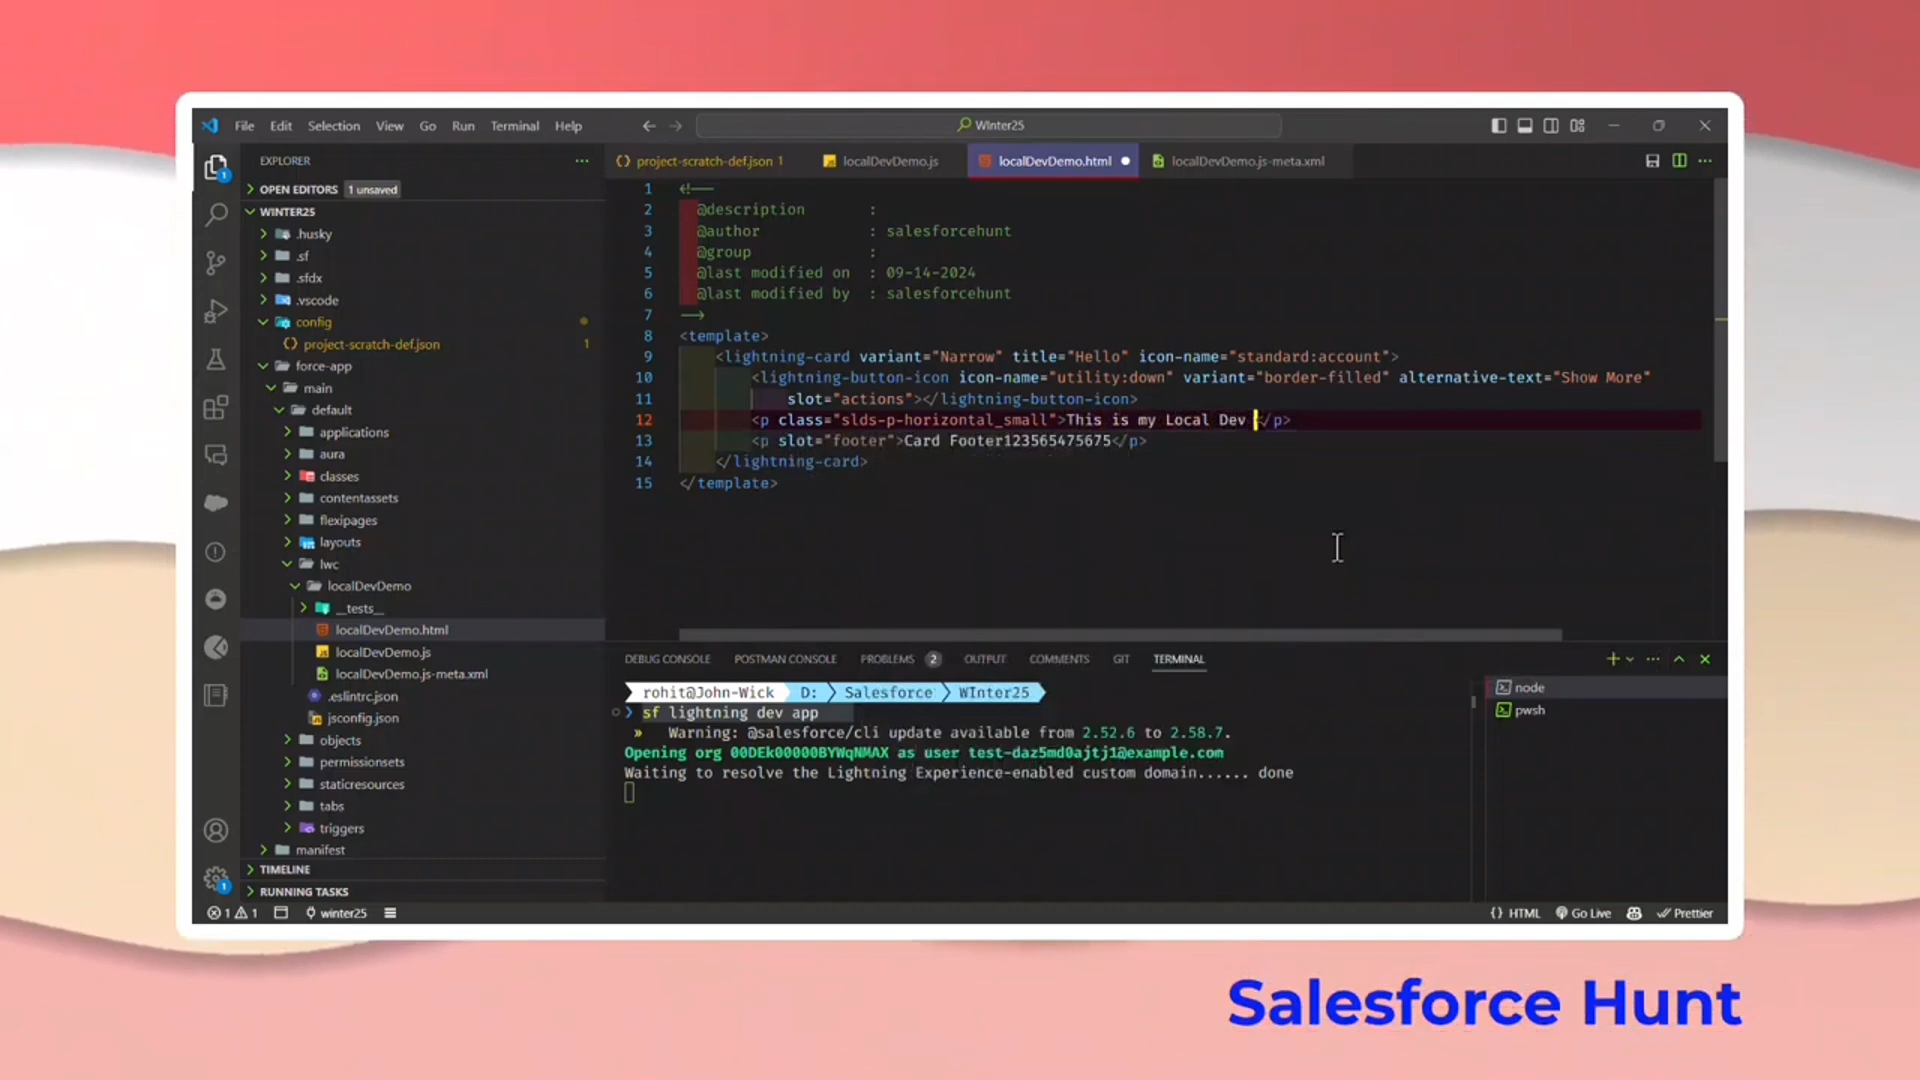 File Edit Selection View Go Run Terminal Help
WInter25
EXPLORER
OPEN EDITORS 1 unsaved
WINTER25
.husky
.sf
.sfdx
.vscode
config
project-scratch-def.json 1
force-app
main
default
applications
aura
classes
contentassets
flexipages
layouts
lwc
localDevDemo
__tests__
localDevDemo.html
localDevDemo.js
localDevDemo.js-meta.xml
.eslintrc.json
jsconfig.json
objects
permissionsets
staticresources
tabs
triggers
manifest
TIMELINE
RUNNING TASKS
project-scratch-def.json 1 localDevDemo.js localDevDemo.html localDevDemo.js-meta.xml
1 <!--
2 @description :
3 @author : salesforcehunt
4 @group :
5 @last modified on : 09-14-2024
6 @last modified by : salesforcehunt
7 -->
8 <template>
9 <lightning-card variant="Narrow" title="Hello" icon-name="standard:account">
10 <lightning-button-icon icon-name="utility:down" variant="border-filled" alternative-text="Show More"
11 slot="actions"></lightning-button-icon>
12 <p class="slds-p-horizontal_small">This is my Local Dev </p>
13 <p slot="footer">Card Footer123565475675</p>
14 </lightning-card>
15 </template>
DEBUG CONSOLE POSTMAN CONSOLE PROBLEMS 2 OUTPUT COMMENTS GIT TERMINAL
rohit@John-Wick D: Salesforce WInter25
sf lightning dev app
» Warning: @salesforce/cli update available from 2.52.6 to 2.58.7.
Opening org 00DEk00000BYWqNMAX as user test-daz5md0ajtj1@example.com
Waiting to resolve the Lightning Experience-enabled custom domain...... done
node
pwsh
1 1 winter25
{} HTML Go Live Prettier
Salesforce Hunt